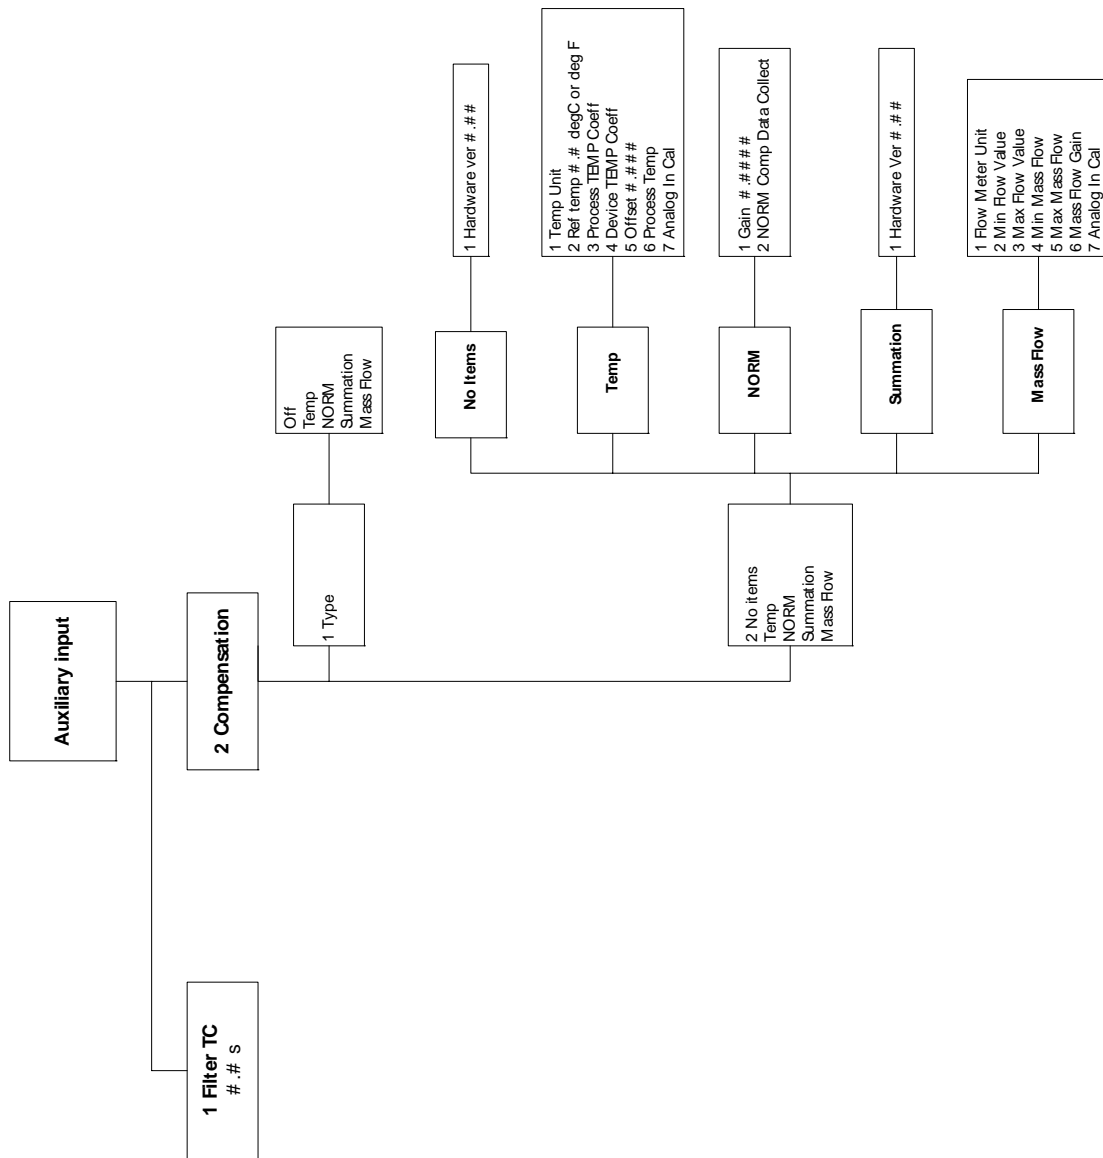 Auxiliary input
1 Filter TC
#.# s
2 Compensation
1 Type
Off
Temp
NORM
Summation
Mass Flow
2 No items
Temp
NORM
Summation
Mass Flow
No Items
1 Hardware ver #.##
Temp
1 Temp Unit
2 Ref temp #.# degC or deg F
3 Process TEMP Coeff
4 Device TEMP Coeff
5 Offset #.###
6 Process Temp
7 Analog In Cal
NORM
1 Gain #.####
2 NORM Comp Data Collect
Summation
1 Hardware Ver #.##
Mass Flow
1 Flow Meter Unit
2 Min Flow Value
3 Max Flow Value
4 Min Mass Flow
5 Max Mass Flow
6 Mass Flow Gain
7 Analog In Cal